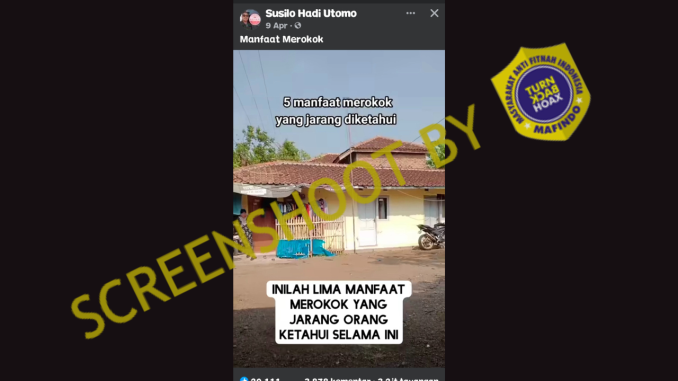 Susilo Hadi Utomo
9 Apr
Manfaat Merokok
5 manfaat merokok
yang jarang diketahui
INILAH LIMA MANFAAT
MEROKOK YANG
JARANG ORANG
KETAHUI SELAMA INI
SCREENSHOOT BY
MASYARAKAT ANTI FITNAH INDONESIA
TURN
BACK
HOAX
MAFINDO